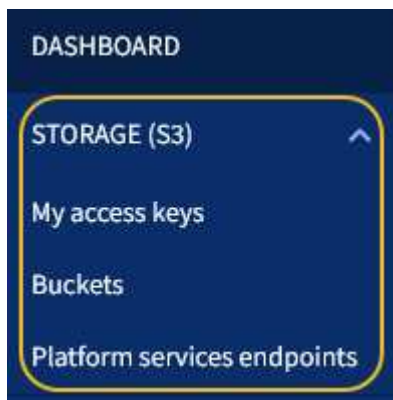 DASHBOARD
STORAGE (S3)
My access keys
Buckets
Platform services endpoints